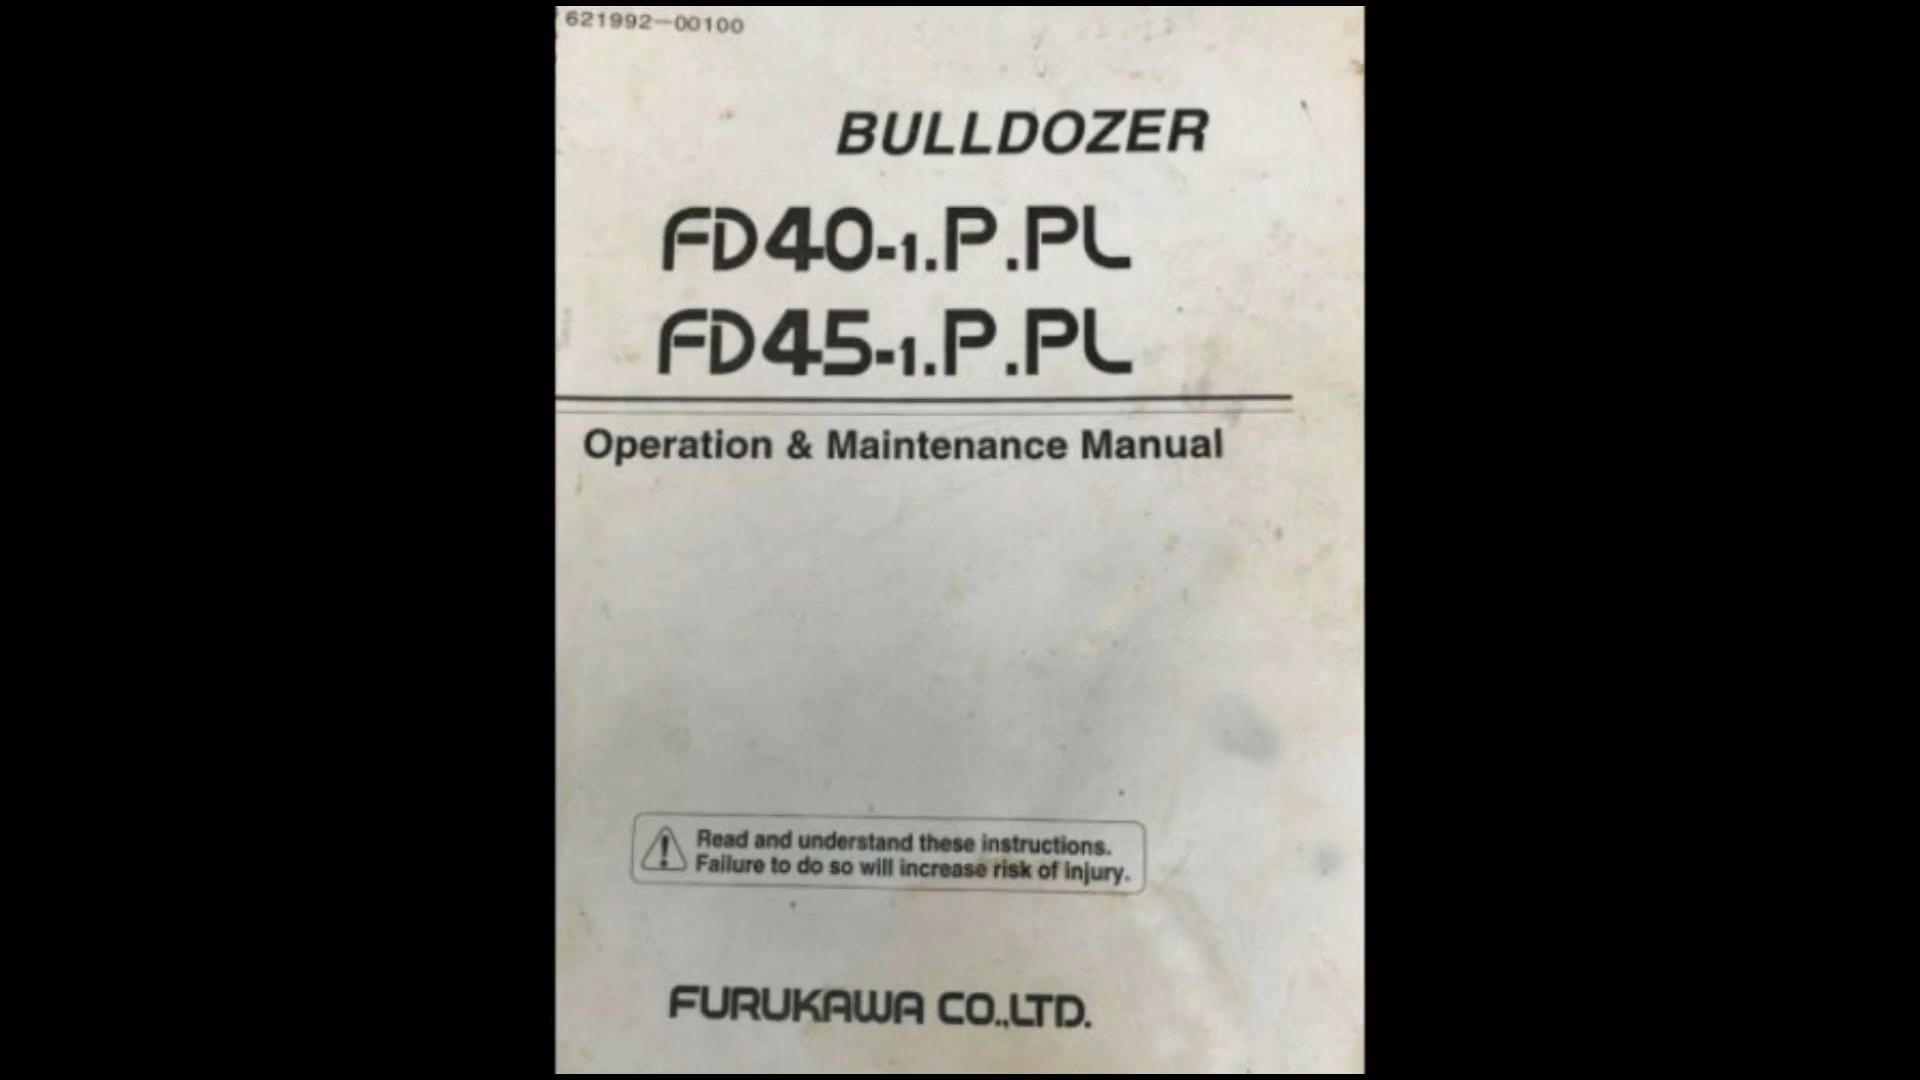 621992-00100
BULLDOZER
FD40-1.P.PL
FD45-1.P.PL
Operation & Maintenance Manual
Read and understand these instructions.
Failure to do so will increase risk of injury.
FURUKAWA CO.,LTD.